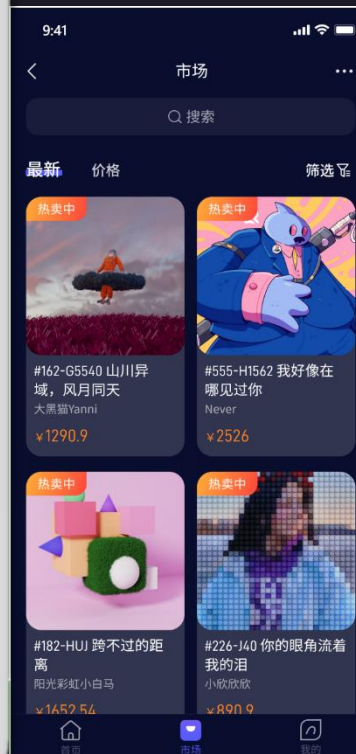 9:41
市场
搜索
最新 价格 筛选
热卖中 热卖中
#162-G5540 山川异
域，风月同天
大黑猫Yanni
¥1290.9
#555-H1562 我好像在
哪见过你
Never
¥2526
热卖中 热卖中
#182-HUJ 跨不过的距
离
阳光彩虹小白马
¥1652.54
#226-J40 你的眼角流着
我的泪
小欣欣欣
¥890.9
首页 市场 我的